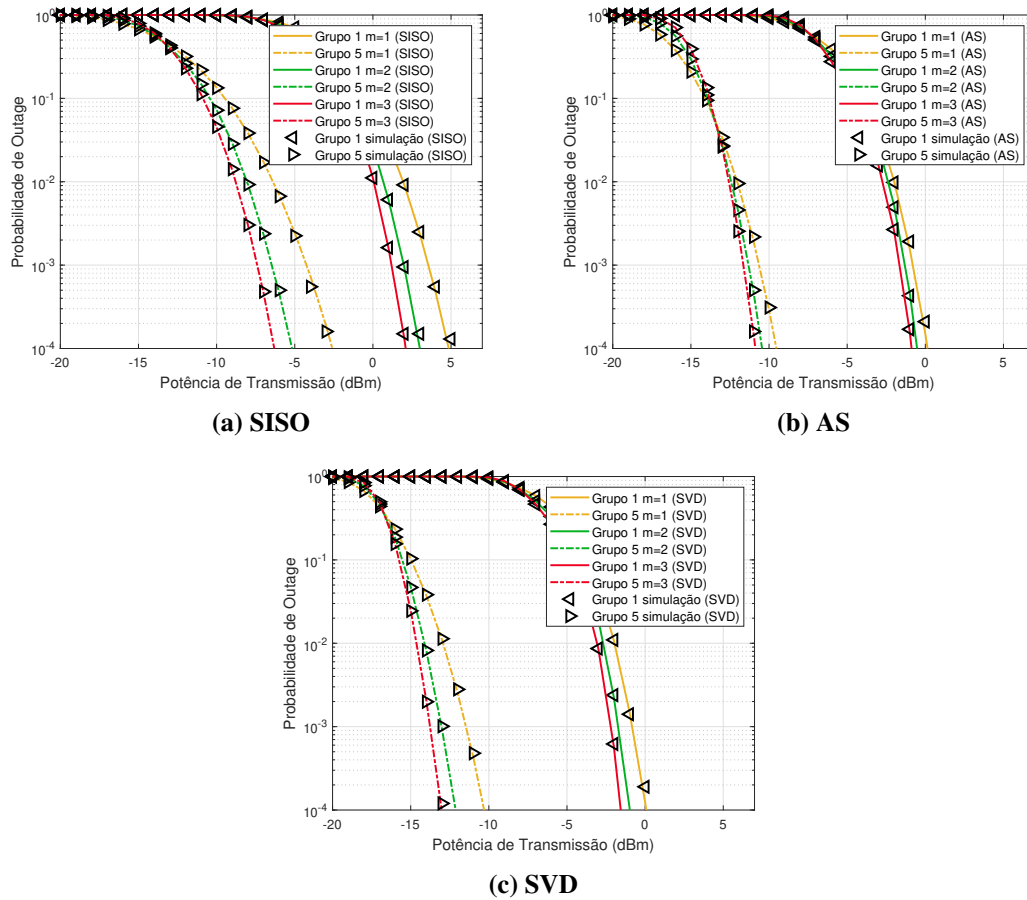 10^0
10^-1
10^-2
10^-3
10^-4
Probabilidade de Outage
-20 -15 -10 -5 0 5
Potência de Transmissão (dBm)
Grupo 1 m=1 (SISO)
Grupo 5 m=1 (SISO)
Grupo 1 m=2 (SISO)
Grupo 5 m=2 (SISO)
Grupo 1 m=3 (SISO)
Grupo 5 m=3 (SISO)
Grupo 1 simulação (SISO)
Grupo 5 simulação (SISO)
(a) SISO
10^0
10^-1
10^-2
10^-3
10^-4
Probabilidade de Outage
-20 -15 -10 -5 0 5
Potência de Transmissão (dBm)
Grupo 1 m=1 (AS)
Grupo 5 m=1 (AS)
Grupo 1 m=2 (AS)
Grupo 5 m=2 (AS)
Grupo 1 m=3 (AS)
Grupo 5 m=3 (AS)
Grupo 1 simulação (AS)
Grupo 5 simulação (AS)
(b) AS
10^0
10^-1
10^-2
10^-3
10^-4
Probabilidade de Outage
-20 -15 -10 -5 0 5
Potência de Transmissão (dBm)
Grupo 1 m=1 (SVD)
Grupo 5 m=1 (SVD)
Grupo 1 m=2 (SVD)
Grupo 5 m=2 (SVD)
Grupo 1 m=3 (SVD)
Grupo 5 m=3 (SVD)
Grupo 1 simulação (SVD)
Grupo 5 simulação (SVD)
(c) SVD